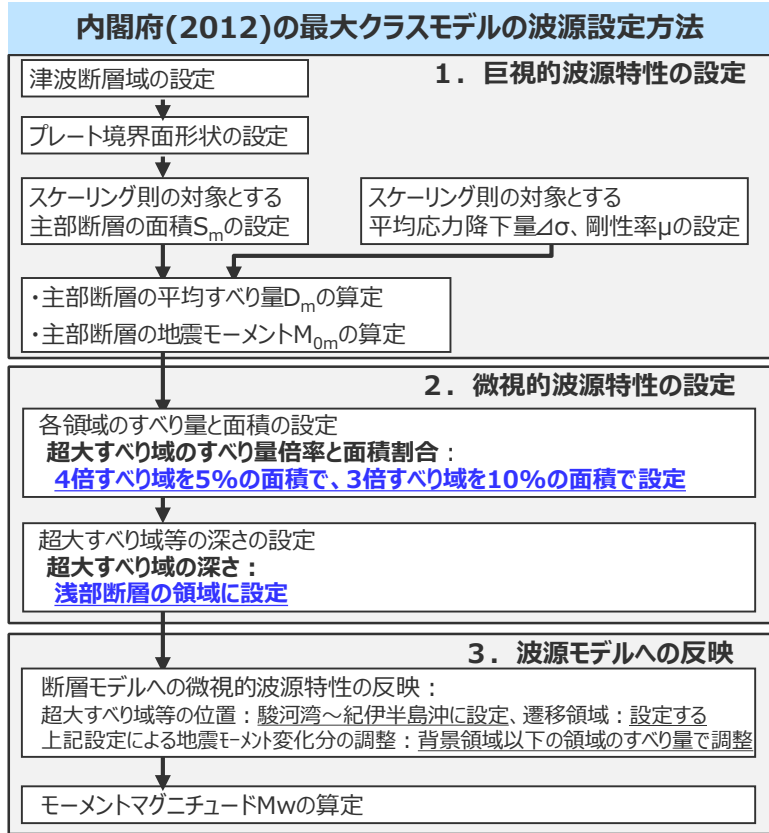 内閣府(2012)の最大クラスモデルの波源設定方法
1．巨視的波源特性の設定
津波断層域の設定
プレート境界面形状の設定
スケーリング則の対象とする
主部断層の面積Smの設定
スケーリング則の対象とする
平均応力降下量⊿σ、剛性率μの設定
・主部断層の平均すべり量Dmの算定
・主部断層の地震モーメントM0mの算定
2．微視的波源特性の設定
各領域のすべり量と面積の設定
超大すべり域のすべり量倍率と面積割合：
4倍すべり域を5%の面積で、3倍すべり域を10%の面積で設定
超大すべり域等の深さの設定
超大すべり域の深さ：
浅部断層の領域に設定
3．波源モデルへの反映
断層モデルへの微視的波源特性の反映：
超大すべり域等の位置：駿河湾～紀伊半島沖に設定、遷移領域：設定する
上記設定による地震ﾓｰﾒﾝﾄ変化分の調整：背景領域以下の領域のすべり量で調整
モーメントマグニチュードMwの算定